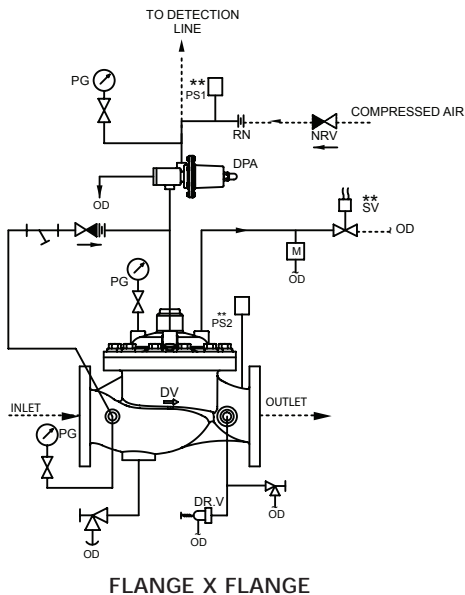 TO DETECTION
LINE
PG
**
PS1
COMPRESSED AIR
RN
NRV
DPA
OD
**
SV
OD
M
OD
PG
**
PS2
DV
INLET
OUTLET
PG
DR.V
OD
OD
OD
FLANGE X FLANGE